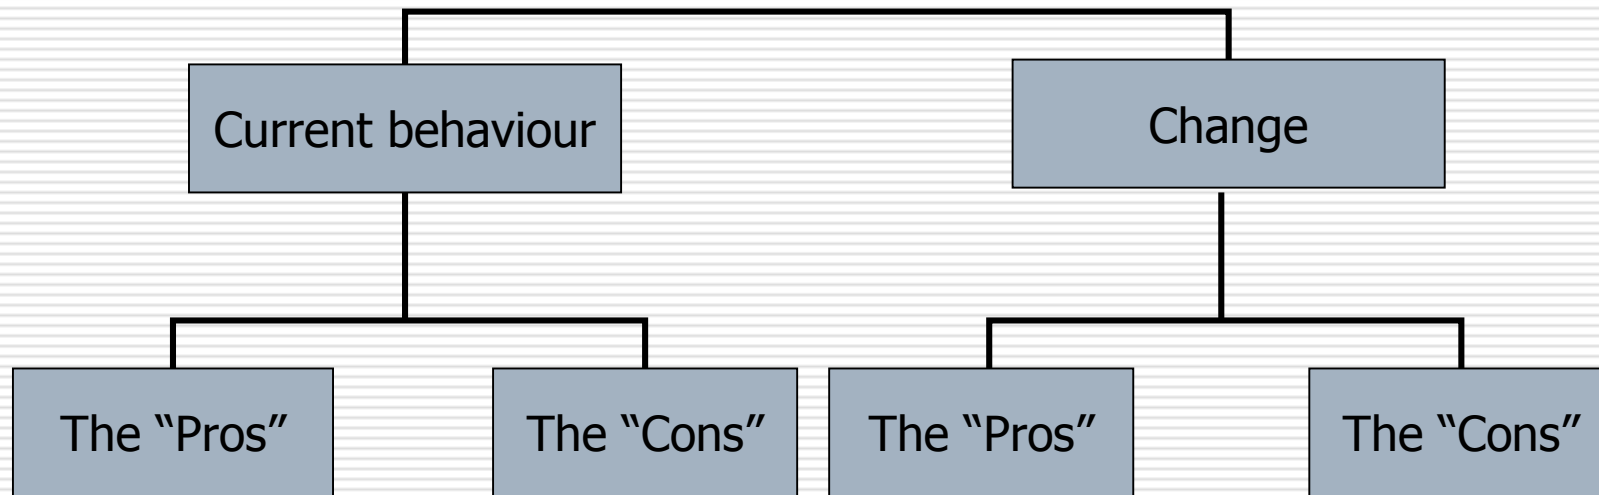 Current behaviour
Change
The “Pros”
The “Cons”
The “Pros”
The “Cons”